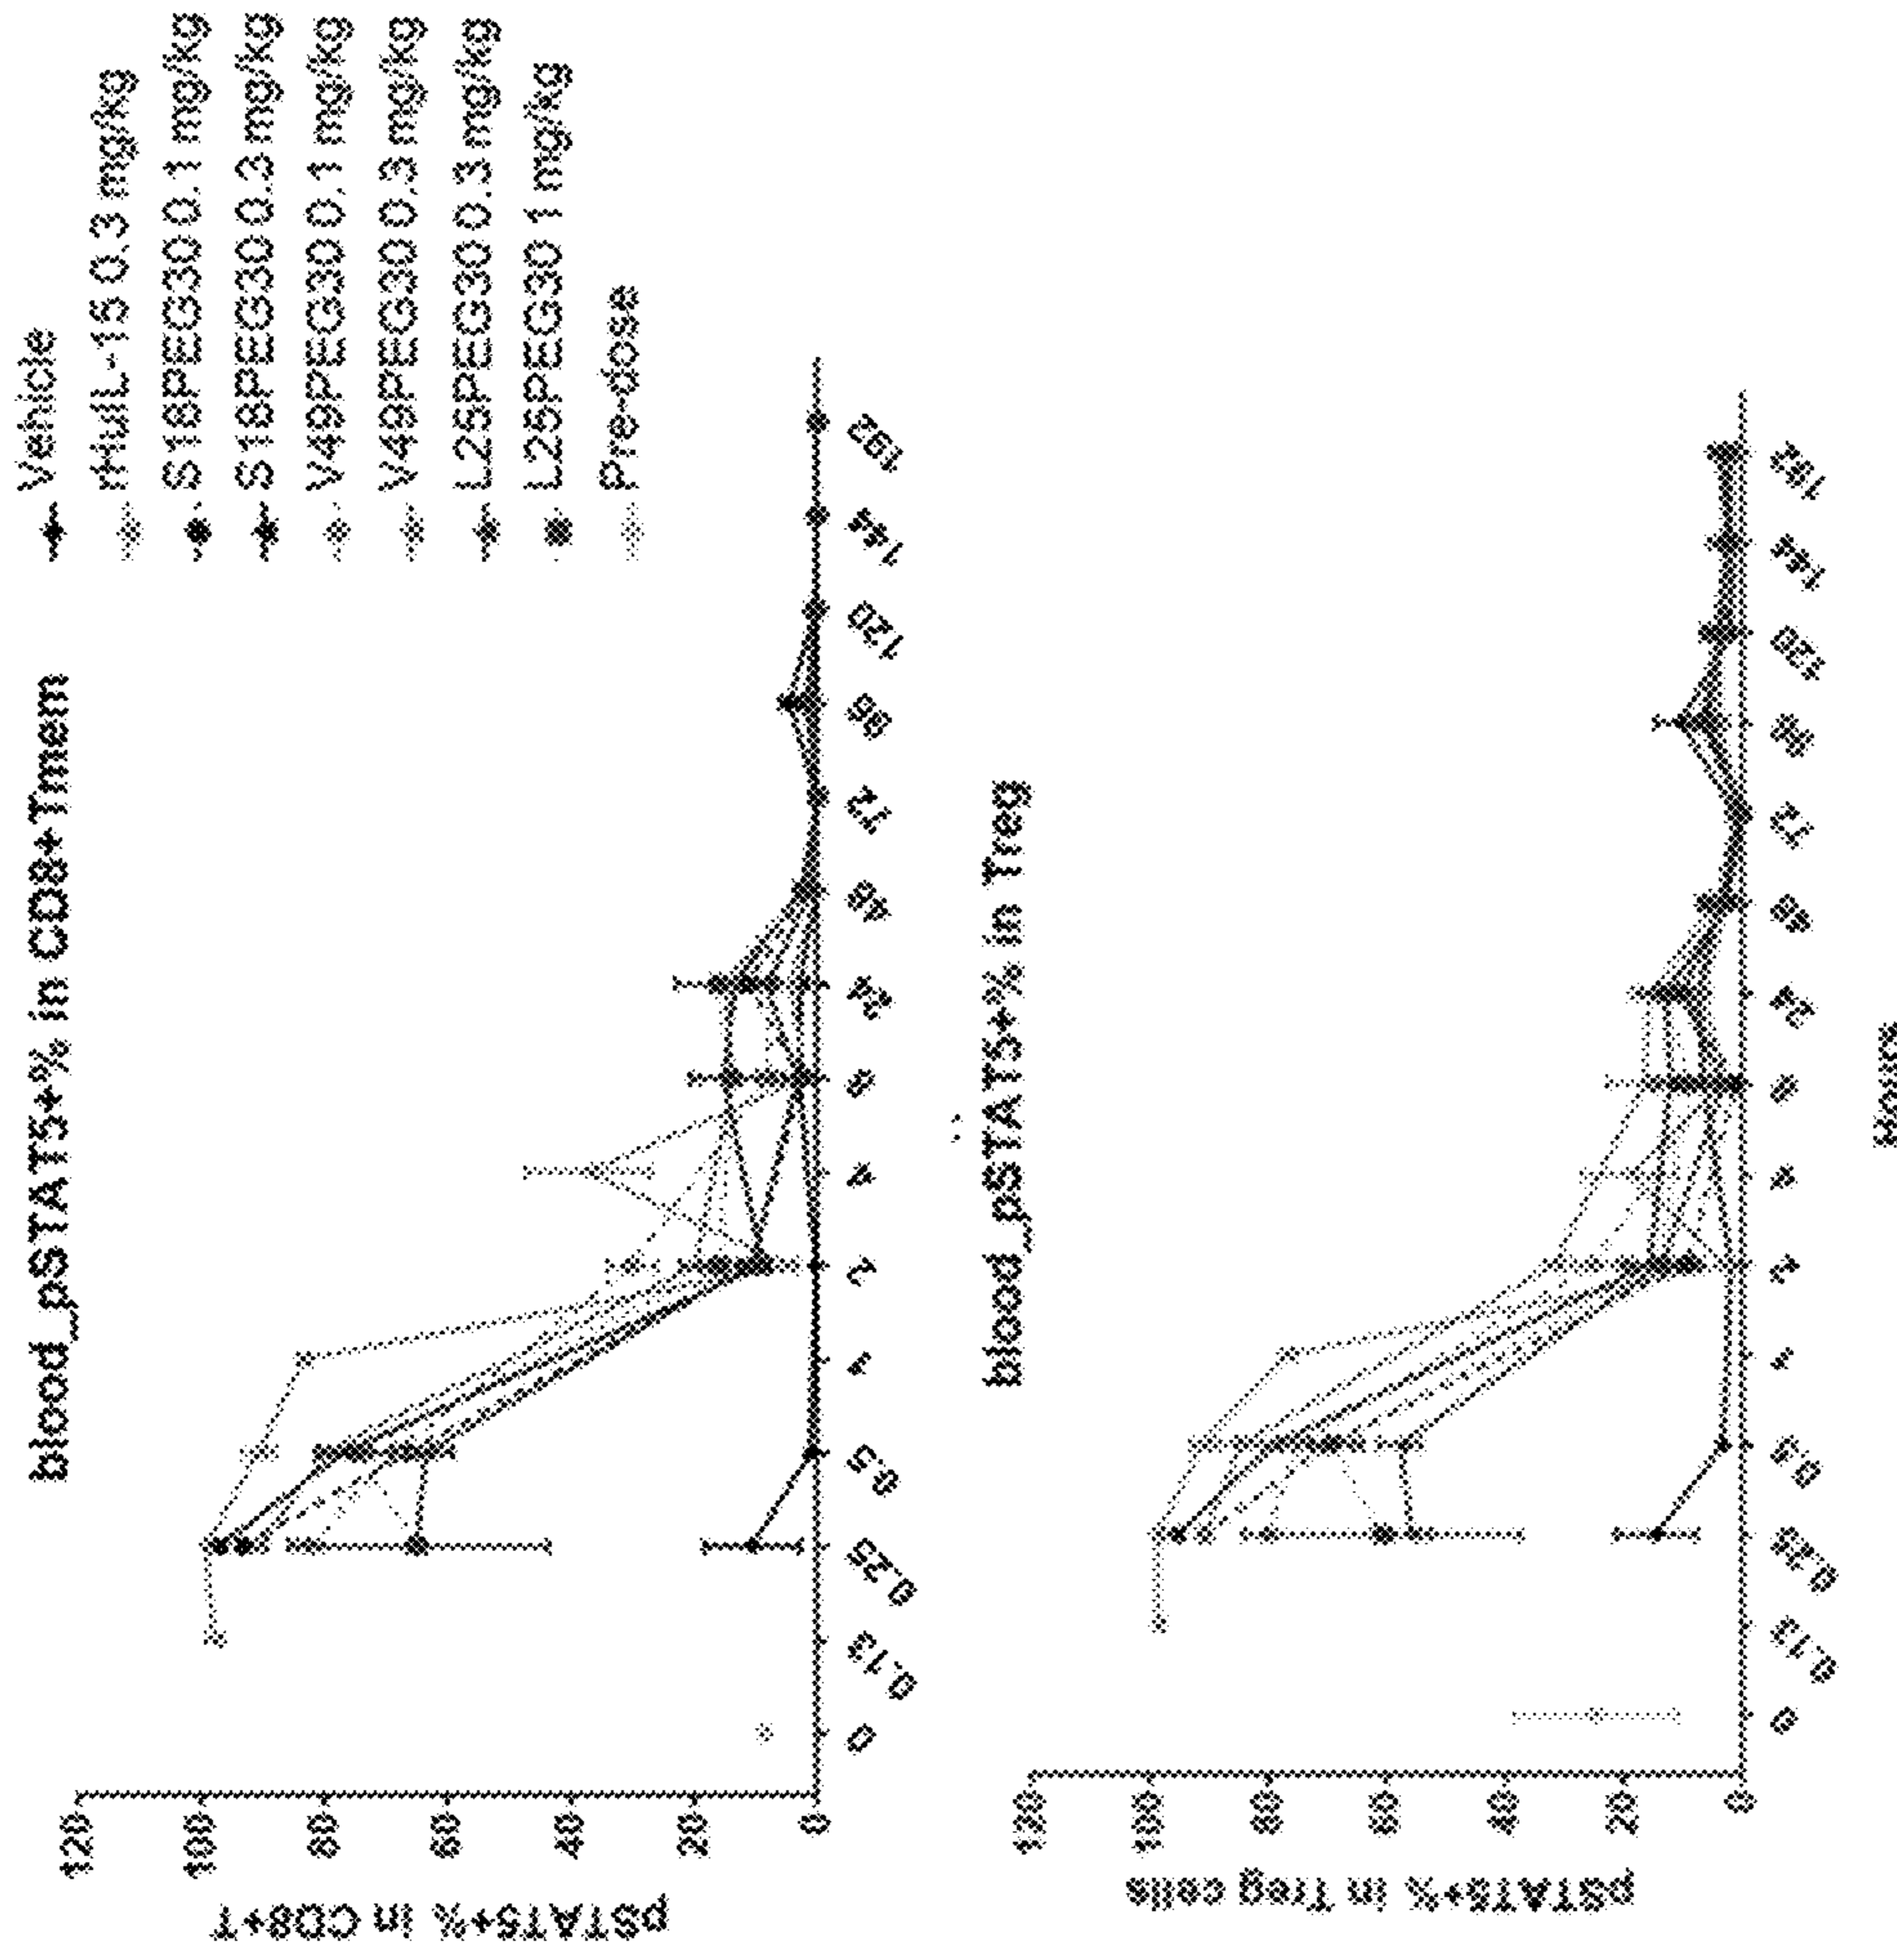 blood_pSTAT5+% in CD8+Tmem
Vehicle
rHuIL-15 0.3 mg/kg
S18PEG30 0.1 mg/kg
S18PEG30 0.3 mg/kg
V49PEG30 0.1 mg/kg
V49PEG30 0.3 mg/kg
L25PEG30 0.3 mg/kg
L25PEG30 1 mg/kg
Pre-dose
pSTAT5+% in CD8+T
120
100
80
60
40
20
0
0 0.13 0.25 0.5 1 2 4 8 24 48 72 96 120 144 192
blood_pSTAT5+% in Treg
pSTAT5+% in Treg cells
120
100
80
60
40
20
0
0 0.13 0.25 0.5 1 2 4 8 24 48 72 96 120 144 192
Hours